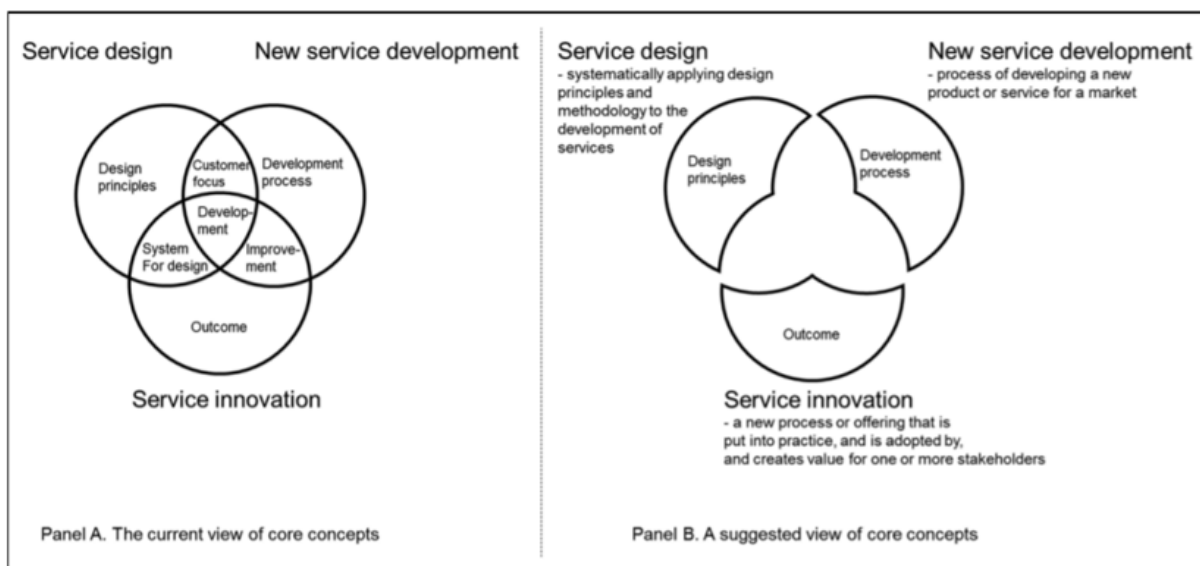 Service design
New service development
Design
principles
Customer
focus
Development
process
Develop-
ment
System
For design
Improve-
ment
Outcome
Service innovation
Panel A. The current view of core concepts
Service design
- systematically applying design
principles and
methodology to the
development of
services
New service development
- process of developing a new
product or service for a market
Design
principles
Development
process
Outcome
Service innovation
- a new process or offering that is
put into practice, and is adopted by,
and creates value for one or more stakeholders
Panel B. A suggested view of core concepts